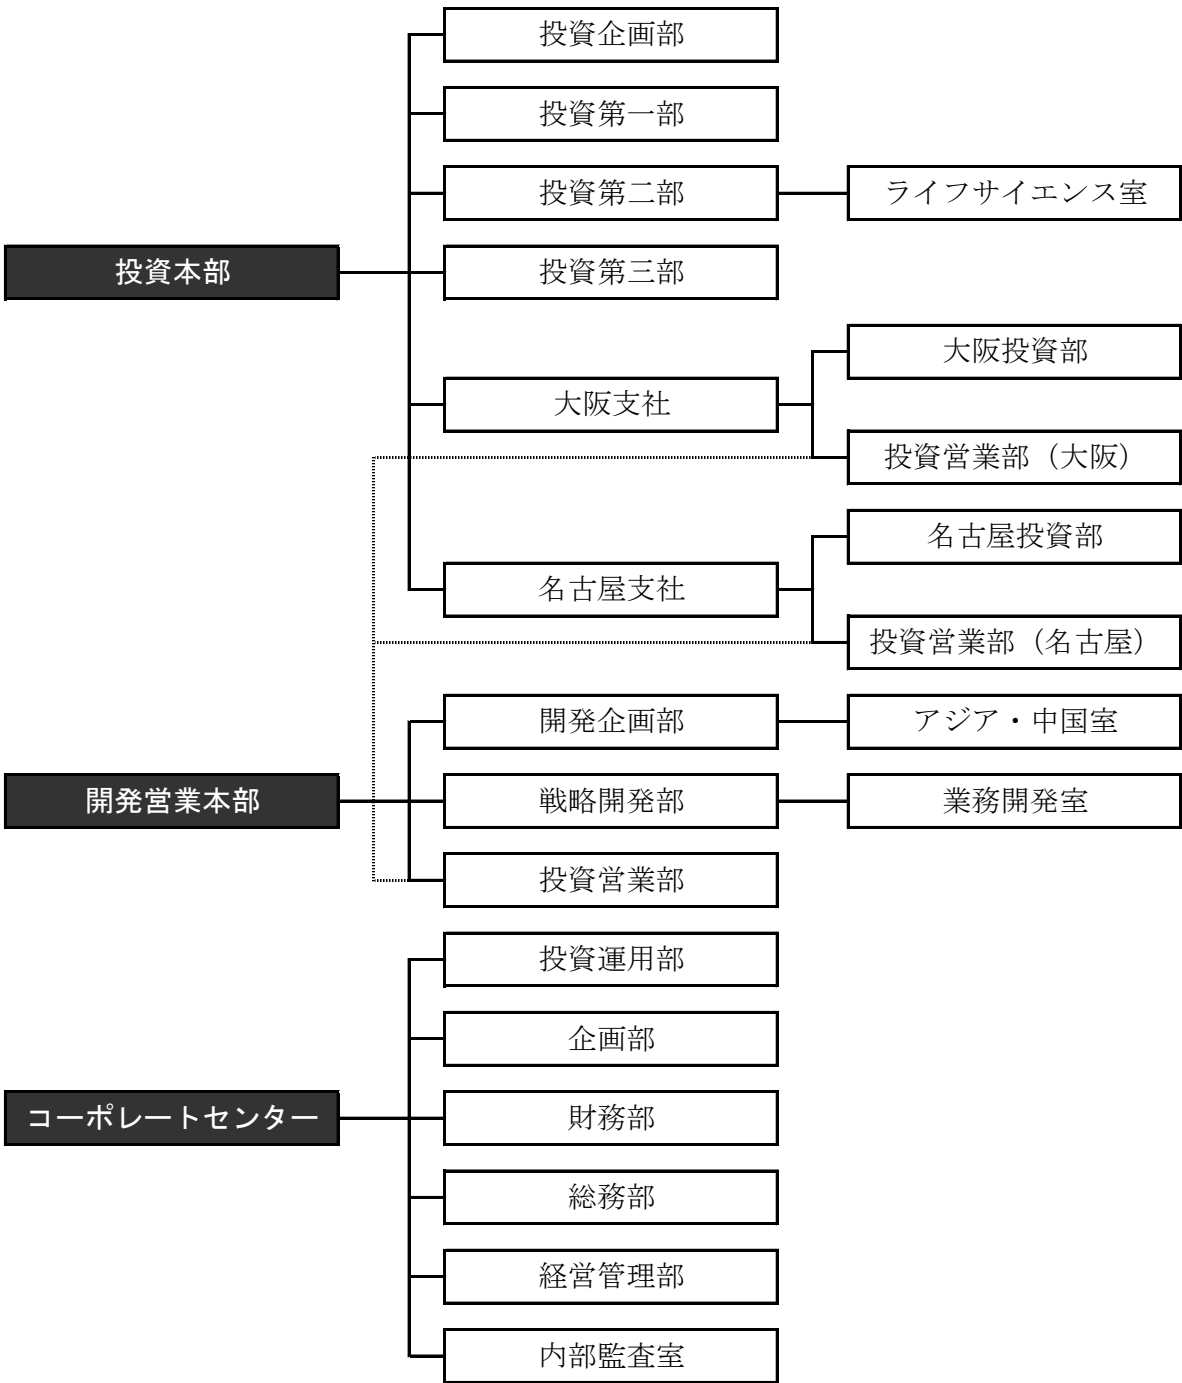 投資企画部
投資第一部
投資第二部
ライフサイエンス室
投資本部
投資第三部
大阪投資部
大阪支社
投資営業部（大阪）
名古屋投資部
名古屋支社
投資営業部（名古屋）
開発企画部
アジア・中国室
開発営業本部
戦略開発部
業務開発室
投資営業部
投資運用部
企画部
コーポレートセンター
財務部
総務部
経営管理部
内部監査室